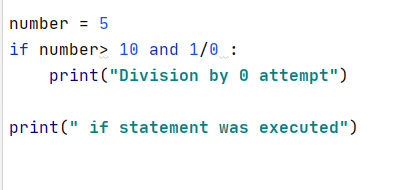 number = 5
if number> 10 and 1/0 :
    print("Division by 0 attempt")
print(" if statement was executed")